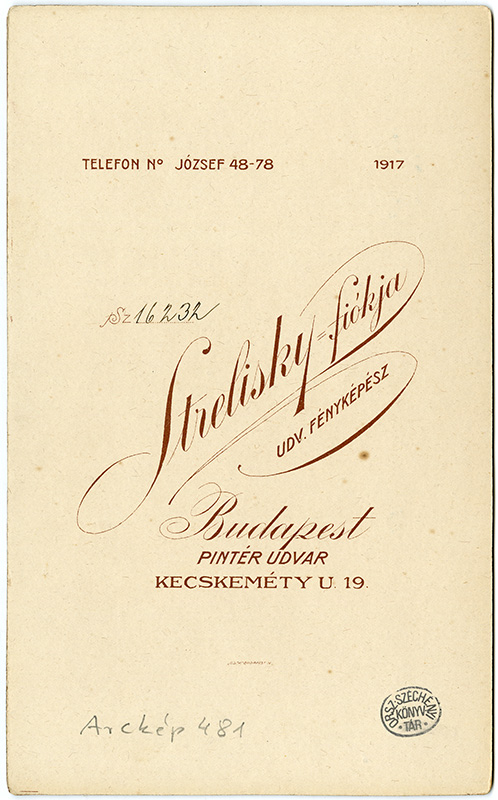 TELEFON Nº JÓZSEF 48-78 1917
Sz 16232
Strelisky=fiókja
UDV. FÉNYKÉPÉSZ
Budapest
PINTÉR UDVAR
KECSKEMÉTY U. 19.
Arckép 481
ORSZ. SZÉCHÉNYI
KÖNYV-
TÁR